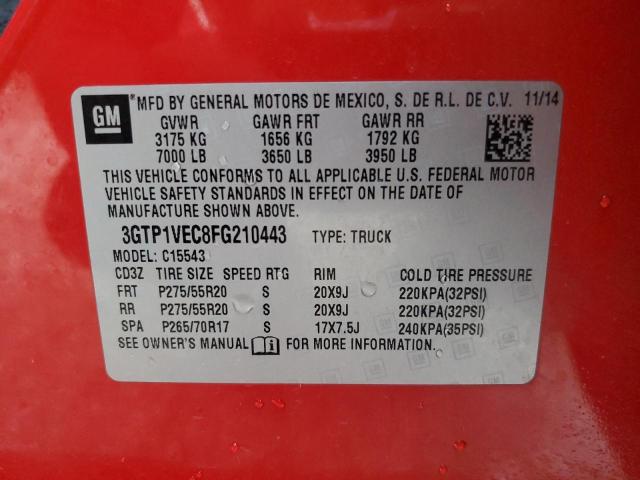 GM ® MFD BY GENERAL MOTORS DE MEXICO, S. DE R.L. DE C.V. 11/14
GVWR GAWR FRT GAWR RR
3175 KG 1656 KG 1792 KG
7000 LB 3650 LB 3950 LB
THIS VEHICLE CONFORMS TO ALL APPLICABLE U.S. FEDERAL MOTOR
VEHICLE SAFETY STANDARDS IN EFFECT ON THE DATE OF
MANUFACTURE SHOWN ABOVE.
3GTP1VEC8FG210443 TYPE: TRUCK
MODEL: C15543
CD3Z TIRE SIZE SPEED RTG RIM COLD TIRE PRESSURE
FRT P275/55R20 S 20X9J 220KPA(32PSI)
RR P275/55R20 S 20X9J 220KPA(32PSI)
SPA P265/70R17 S 17X7.5J 240KPA(35PSI)
SEE OWNER'S MANUAL FOR MORE INFORMATION.